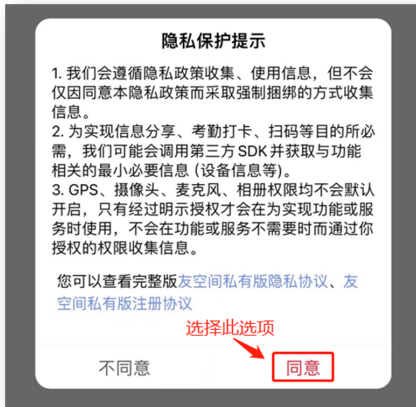 隐私保护提示
1. 我们会遵循隐私政策收集、使用信息，但不会
仅因同意本隐私政策而采取强制捆绑的方式收集
信息。
2. 为实现信息分享、考勤打卡、扫码等目的所必
需，我们可能会调用第三方SDK并获取与功能
相关的最小必要信息 (设备信息等)。
3. GPS、摄像头、麦克风、相册权限均不会默认
开启，只有经过明示授权才会在为实现功能或服
务时使用，不会在功能或服务不需要时而通过你
授权的权限收集信息。
您可以查看完整版友空间私有版隐私协议、友
空间私有版注册协议
选择此选项
不同意 同意